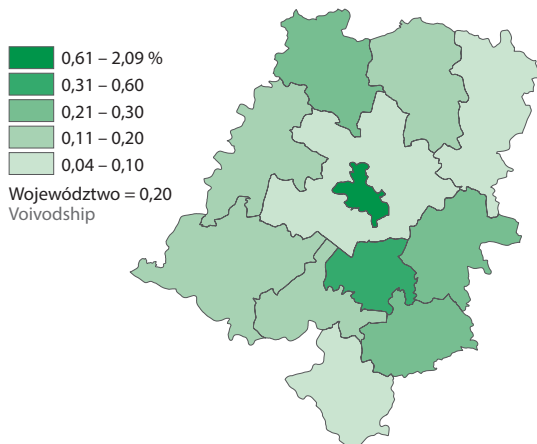 0,61 – 2,09 %
0,31 – 0,60
0,21 – 0,30
0,11 – 0,20
0,04 – 0,10
Województwo = 0,20
Voivodship